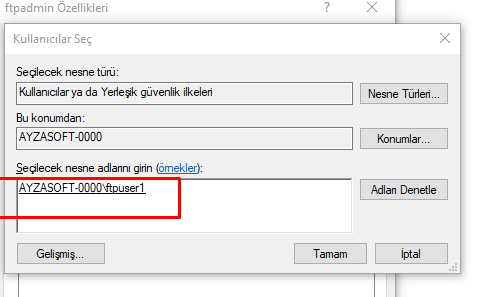 ftpadmin Özellikleri
Kullanıcılar Seç
Seçilecek nesne türü:
Kullanıcılar ya da Yerleşik güvenlik ilkeleri
Nesne Türleri...
Bu konumdan:
AYZASOFT-0000
Konumlar...
Seçilecek nesne adlarını girin (örnekler):
AYZASOFT-0000\ftpuser1
Adları Denetle
Gelişmiş...
Tamam
İptal